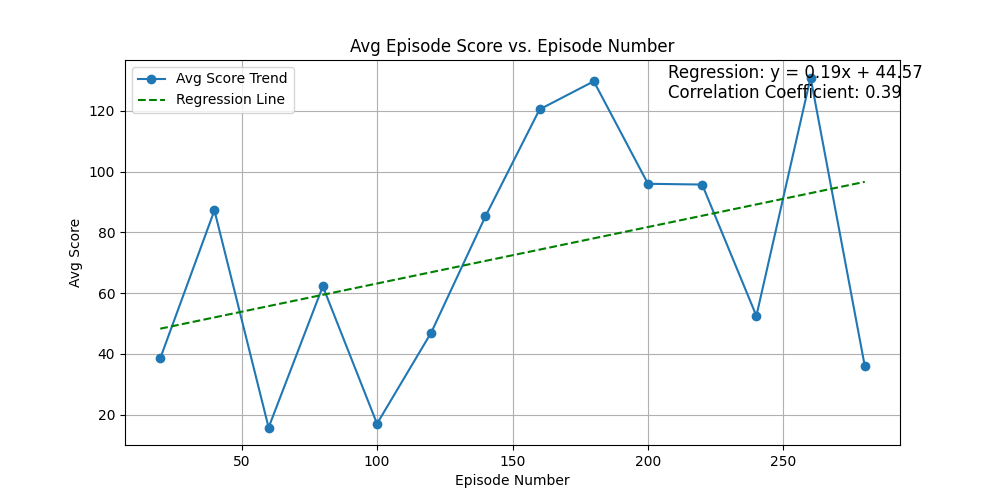 Avg Episode Score vs. Episode Number
Avg Score Trend
Regression Line
Regression: y = 0.19x + 44.57
Correlation Coefficient: 0.39
Avg Score
120
100
80
60
40
20
50
100
150
200
250
Episode Number